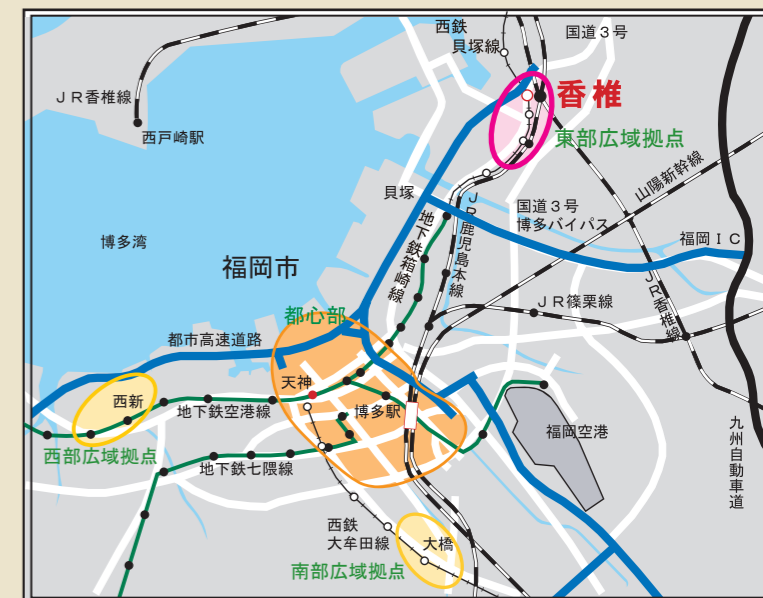 西鉄
貝塚線
国道３号
ＪＲ香椎線
香椎
西戸崎駅
東部広域拠点
山陽新幹線
貝塚
国道３号
博多バイパス
地下鉄箱崎線
ＪＲ鹿児島本線
福岡ＩＣ
博多湾
福岡市
ＪＲ香椎線
ＪＲ篠栗線
都心部
都市高速道路
天神
西新
地下鉄空港線
博多駅
福岡空港
九州自動車道
西部広域拠点
地下鉄七隈線
西鉄
大牟田線
大橋
南部広域拠点